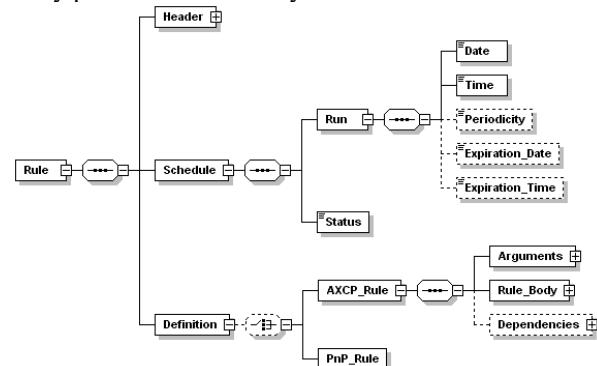 Header
Date
Time
Run
Periodicity
Rule
Schedule
Expiration_Date
Expiration_Time
Status
Arguments
AXCP_Rule
Rule_Body
Definition
Dependencies
PnP_Rule